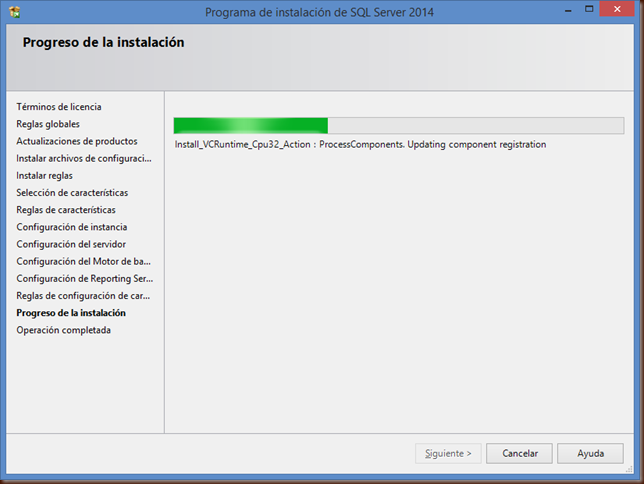 Programa de instalación de SQL Server 2014
Progreso de la instalación
Términos de licencia
Reglas globales
Actualizaciones de productos
Instalar archivos de configuraci...
Instalar reglas
Selección de características
Reglas de características
Configuración de instancia
Configuración del servidor
Configuración del Motor de ba...
Configuración de Reporting Ser...
Reglas de configuración de car...
Progreso de la instalación
Operación completada
Install_VCRuntime_Cpu32_Action : ProcessComponents. Updating component registration
Siguiente >
Cancelar
Ayuda